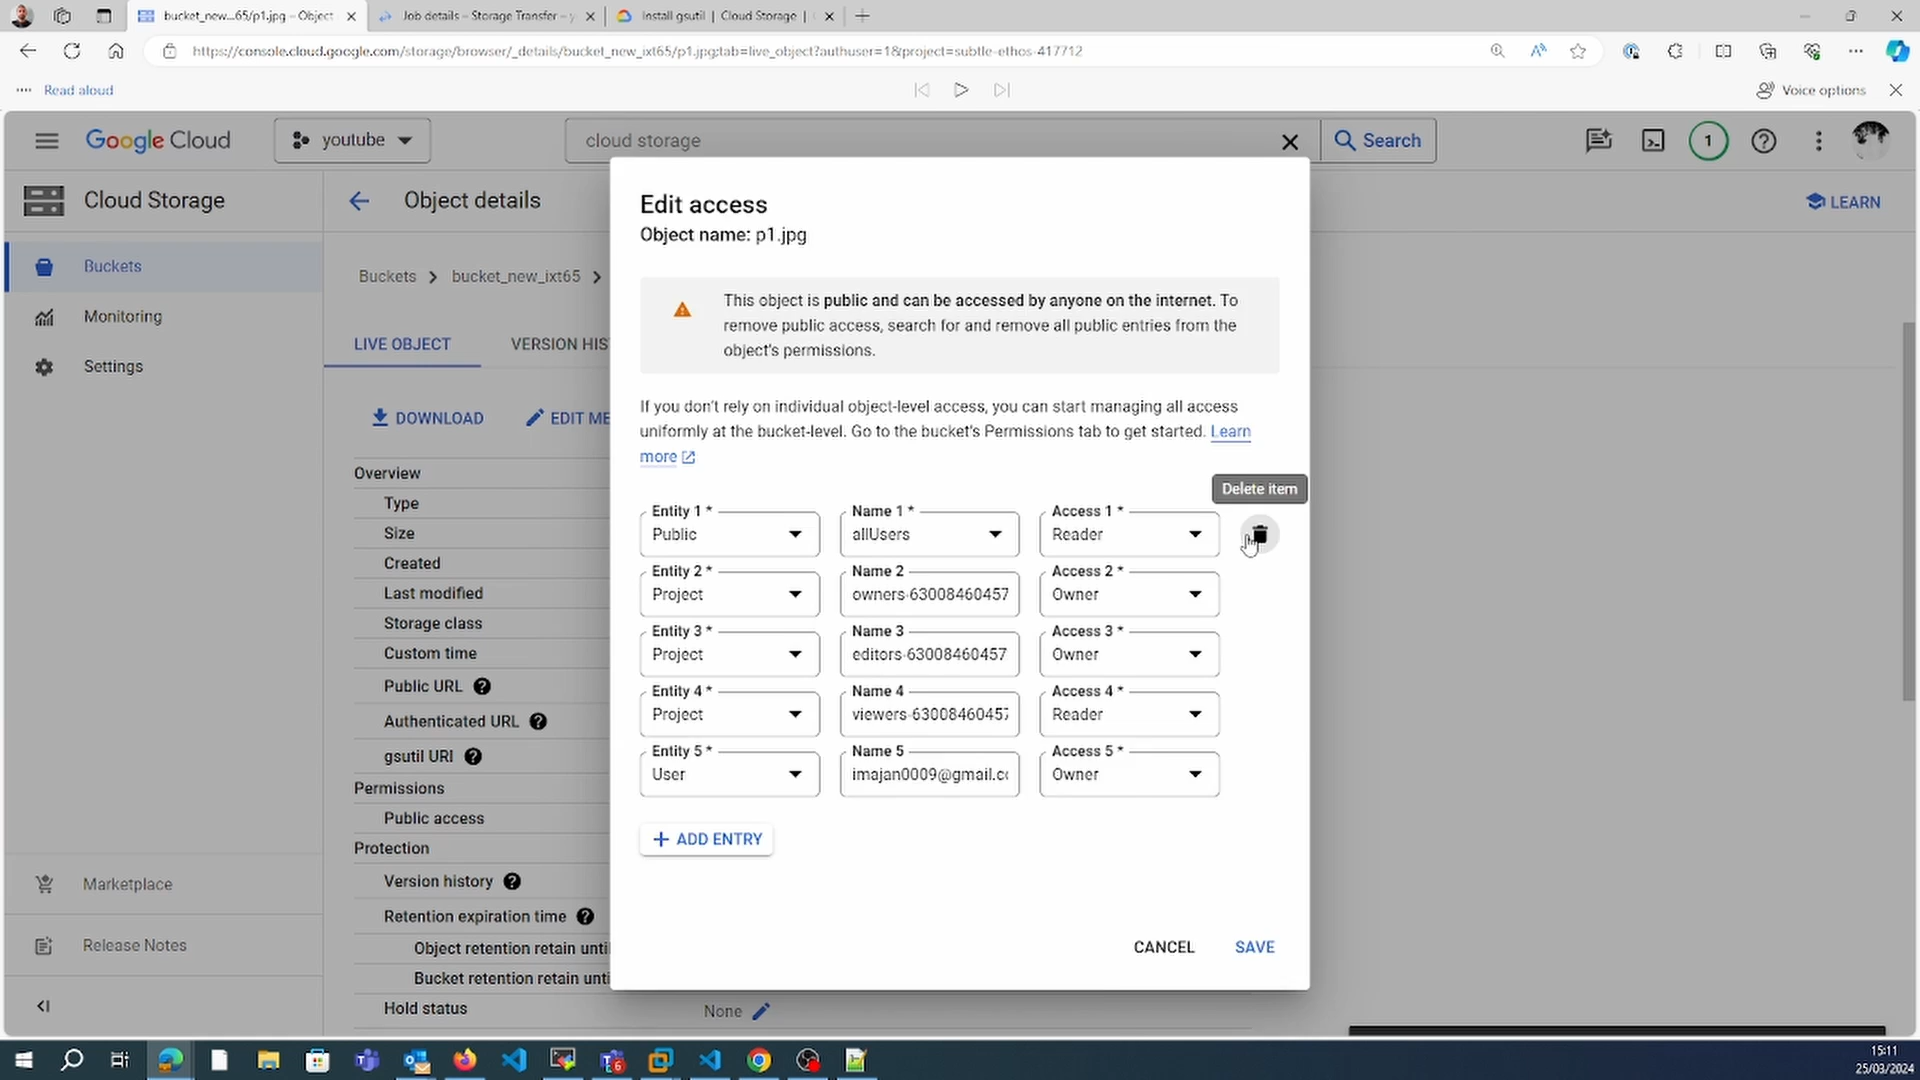 bucket_new...65/p1.jpg – Object
Job details – Storage Transfer – y
Install gsutil | Cloud Storage |
https://console.cloud.google.com/storage/browser/_details/bucket_new_ixt65/p1.jpg;tab=live_object?authuser=1&project=subtle-ethos-417712
Read aloud
Voice options
Google Cloud
youtube
cloud storage
Search
1
Cloud Storage
Object details
LEARN
Buckets
Monitoring
Settings
Marketplace
Release Notes
Buckets
bucket_new_ixt65
LIVE OBJECT
VERSION HIS
DOWNLOAD
EDIT ME
Overview
Type
Size
Created
Last modified
Storage class
Custom time
Public URL
Authenticated URL
gsutil URI
Permissions
Public access
Protection
Version history
Retention expiration time
Object retention retain until
Bucket retention retain unti
Hold status
None
Edit access
Object name: p1.jpg
This object is public and can be accessed by anyone on the internet. To
remove public access, search for and remove all public entries from the
object's permissions.
If you don't rely on individual object-level access, you can start managing all access
uniformly at the bucket-level. Go to the bucket's Permissions tab to get started. Learn
more
Delete item
Entity 1 * Name 1 * Access 1 *
Public allUsers Reader
Entity 2 * Name 2 Access 2 *
Project owners-63008460457 Owner
Entity 3 * Name 3 Access 3 *
Project editors-63008460457 Owner
Entity 4 * Name 4 Access 4 *
Project viewers-63008460457 Reader
Entity 5 * Name 5 Access 5 *
User imajan0009@gmail.co Owner
ADD ENTRY
CANCEL
SAVE
6
15:11
25/03/2024